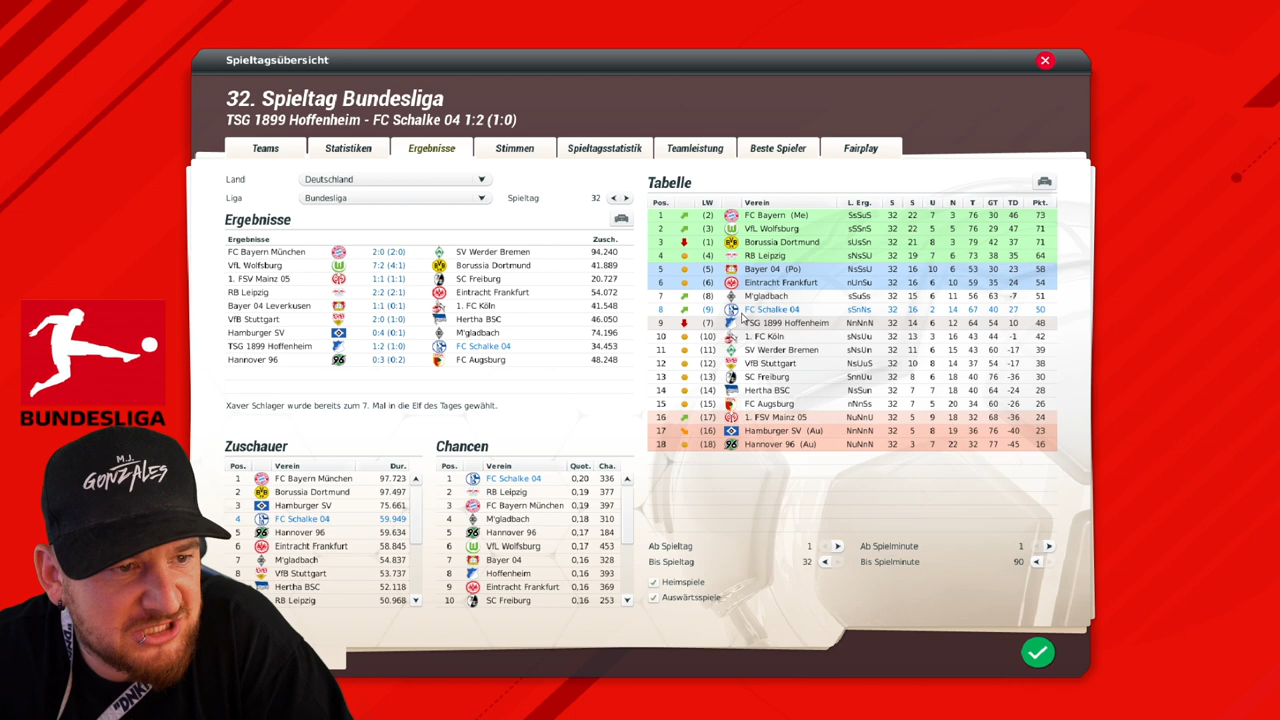 Spieltagsübersicht
32. Spieltag Bundesliga
TSG 1899 Hoffenheim - FC Schalke 04 1:2 (1:0)
Teams Statistiken Ergebnisse Stimmen Spieltagsstatistik Teamleistung Beste Spieler Fairplay
Land Deutschland
Liga Bundesliga Spieltag 32
Ergebnisse
Ergebnisse Zusch.
FC Bayern München 2:0 (2:0) SV Werder Bremen 94.240
VfL Wolfsburg 7:2 (4:1) Borussia Dortmund 41.889
1. FSV Mainz 05 1:1 (1:1) SC Freiburg 20.727
RB Leipzig 2:2 (2:1) Eintracht Frankfurt 54.072
Bayer 04 Leverkusen 1:1 (0:1) 1. FC Köln 41.548
VfB Stuttgart 2:0 (1:0) Hertha BSC 46.050
Hamburger SV 0:4 (0:1) M'gladbach 74.196
TSG 1899 Hoffenheim 1:2 (1:0) FC Schalke 04 34.453
Hannover 96 0:3 (0:2) FC Augsburg 48.248
Xaver Schlager wurde bereits zum 7. Mal in die Elf des Tages gewählt.
Zuschauer
Pos. Verein Dur.
1 FC Bayern München 97.723
2 Borussia Dortmund 97.497
3 Hamburger SV 75.661
4 FC Schalke 04 59.949
5 Hannover 96 59.634
6 Eintracht Frankfurt 58.845
7 M'gladbach 54.837
8 VfB Stuttgart 53.737
Hertha BSC 52.118
RB Leipzig 50.968
Chancen
Pos. Verein Quot. Cha.
1 FC Schalke 04 0,20 336
2 RB Leipzig 0,19 377
3 FC Bayern München 0,19 397
4 M'gladbach 0,18 310
5 Hannover 96 0,17 184
6 VfL Wolfsburg 0,17 453
7 Bayer 04 0,16 328
8 Hoffenheim 0,16 393
9 Eintracht Frankfurt 0,16 369
10 SC Freiburg 0,16 253
Tabelle
Pos. LW Verein L. Erg. S S U N T GT TD Pkt.
1 (2) FC Bayern (Me) SsSuS 32 22 7 3 76 30 46 73
2 (3) VfL Wolfsburg sSSnS 32 22 5 5 76 29 47 71
3 (1) Borussia Dortmund sUsSn 32 21 8 3 79 42 37 71
4 (4) RB Leipzig sNsSU 32 19 7 6 73 38 35 64
5 (5) Bayer 04 (Po) NsSsU 32 16 10 6 53 30 23 58
6 (6) Eintracht Frankfurt nUnSu 32 16 6 10 59 35 24 54
7 (8) M'gladbach sSuSs 32 15 6 11 56 63 -7 51
8 (9) FC Schalke 04 sSnNs 32 16 2 14 67 40 27 50
9 (7) TSG 1899 Hoffenheim NnNnN 32 14 6 12 64 54 10 48
10 (10) 1. FC Köln sNsSu 32 13 3 16 43 44 -1 42
11 (11) SV Werder Bremen sNsUn 32 11 6 15 43 60 -17 39
12 (12) VfB Stuttgart NsUuS 32 10 8 14 37 54 -17 38
13 (13) SC Freiburg SnnUu 32 8 6 18 40 76 -36 30
14 (14) Hertha BSC SsNsn 32 7 7 18 40 64 -24 28
15 (15) FC Augsburg nNnSs 32 7 5 20 34 60 -26 26
16 (17) 1. FSV Mainz 05 NuNnU 32 5 9 18 32 68 -36 24
17 (16) Hamburger SV (Au) NuNnN 32 5 8 19 36 76 -40 23
18 (18) Hannover 96 (Au) NuNnN 32 3 7 22 32 77 -45 16
Ab Spieltag 1 Ab Spielminute 1
Bis Spieltag 32 Bis Spielminute 90
Heimspiele
Auswärtsspiele
BUNDESLIGA
M.J.
GONZALES
"DNK